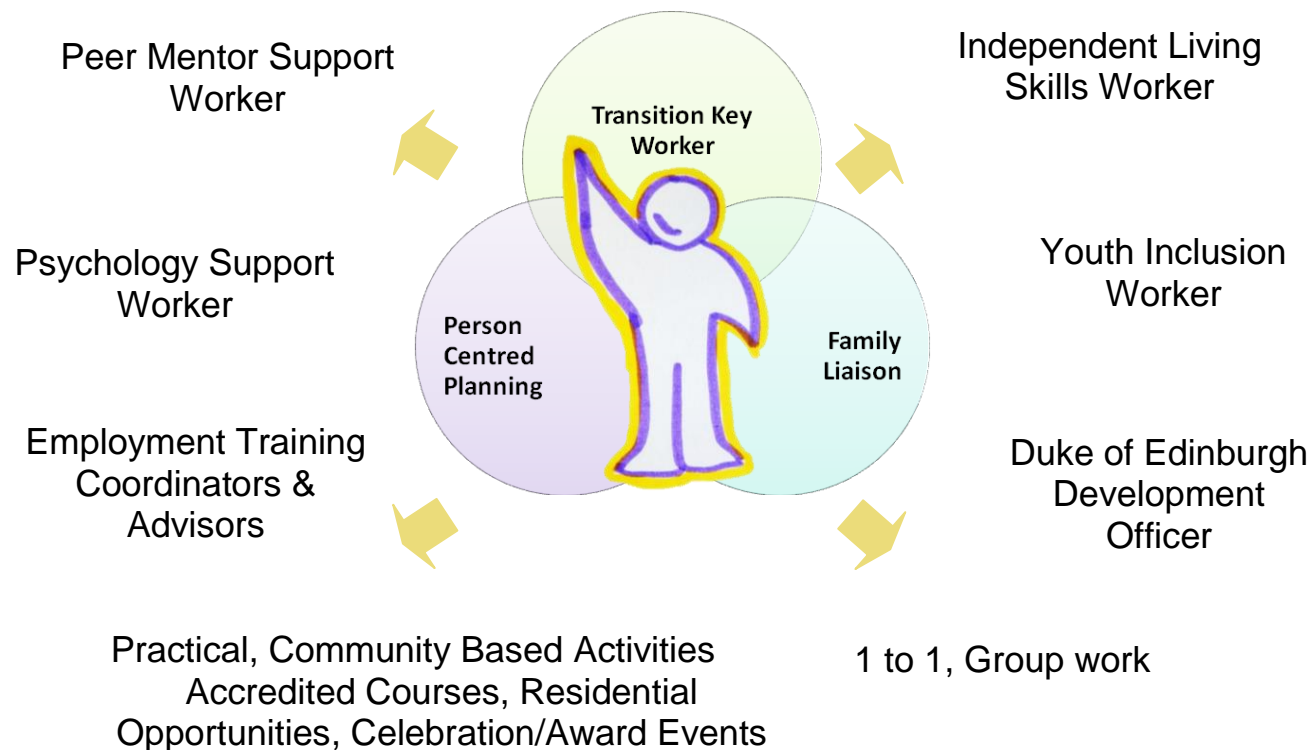 Peer Mentor Support
Worker
Independent Living
Skills Worker
Transition Key
Worker
Psychology Support
Worker
Youth Inclusion
Worker
Person
Centred
Planning
Family
Liaison
Employment Training
Coordinators &
Advisors
Duke of Edinburgh
Development
Officer
Practical, Community Based Activities
Accredited Courses, Residential
Opportunities, Celebration/Award Events
1 to 1, Group work